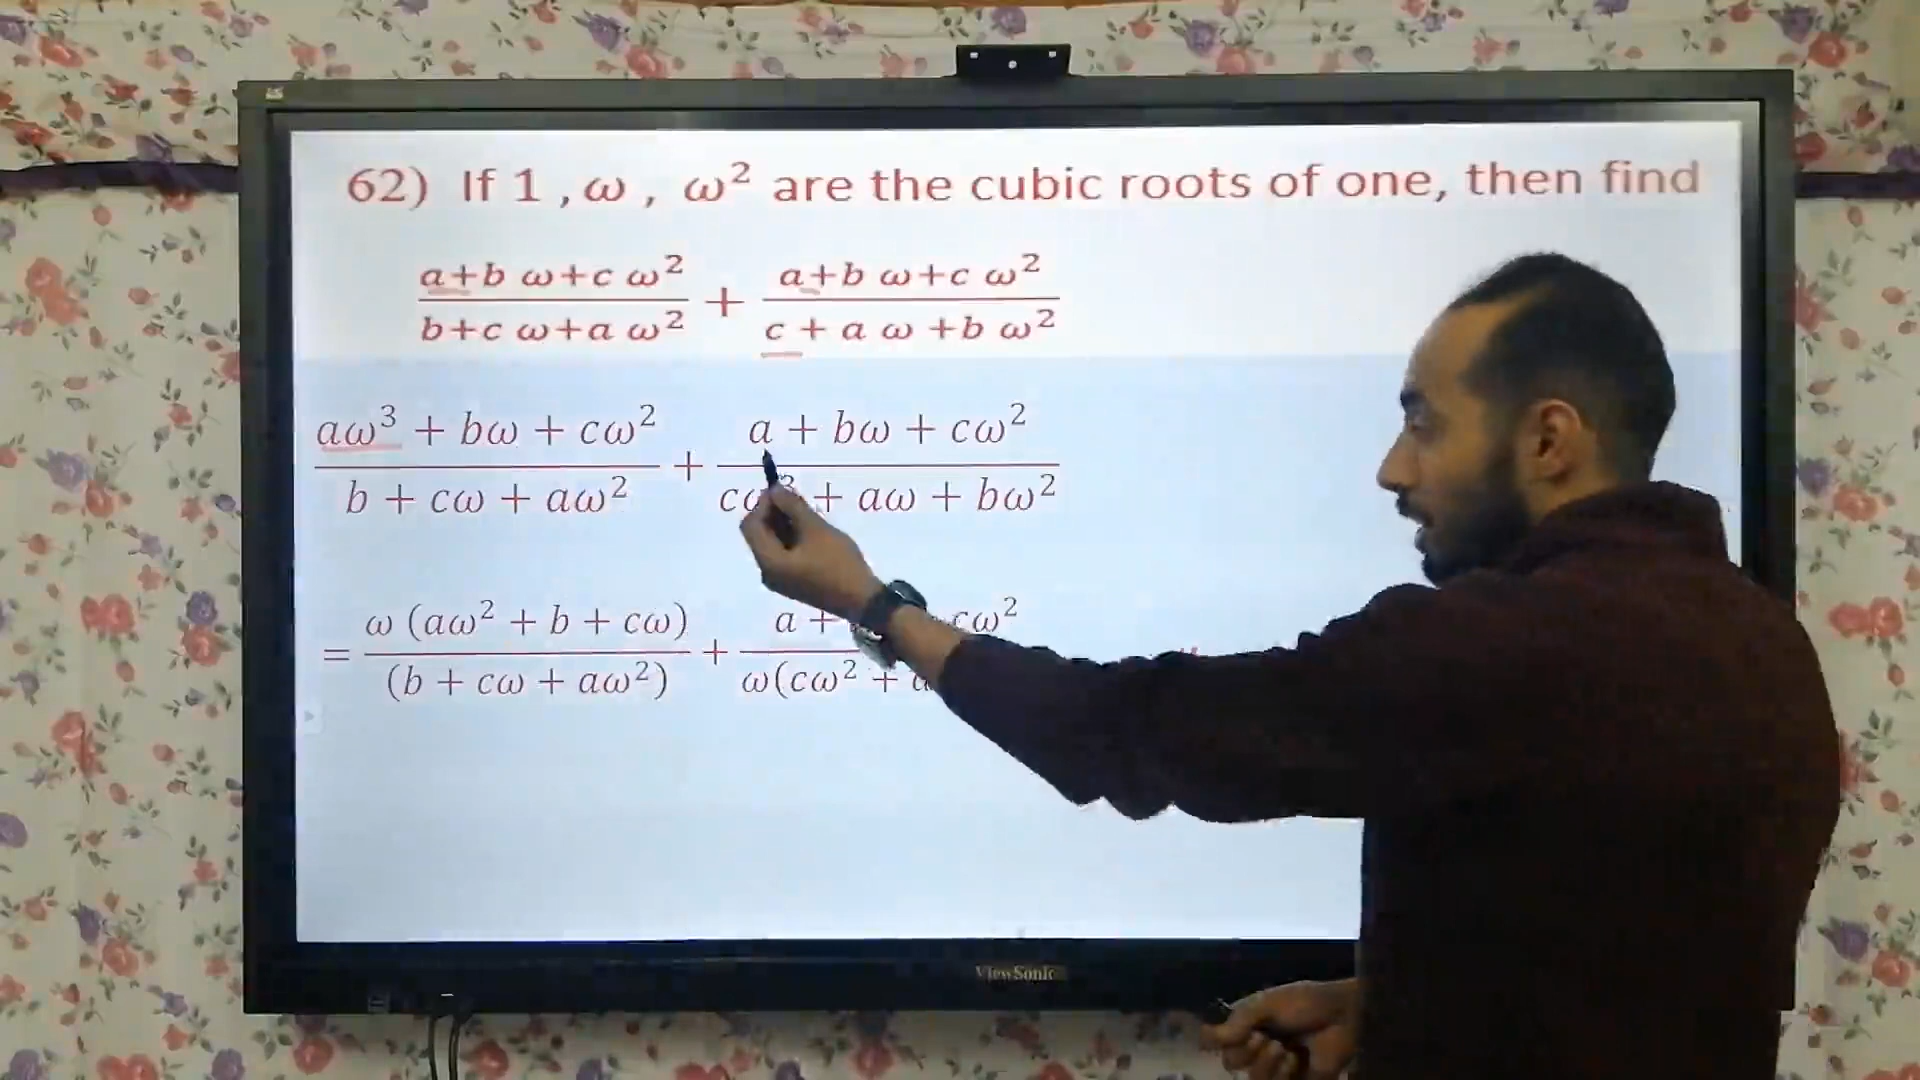 62) If 1 , ω , ω² are the cubic roots of one, then find
a+b ω+c ω² / b+c ω+a ω² + a+b ω+c ω² / c + a ω +b ω²
aω³ + bω + cω² / b + cω + aω² + a + bω + cω² / cω³ + aω + bω²
= ω (aω² + b + cω) / (b + cω + aω²) + a + cω² / ω(cω² + a
ViewSonic